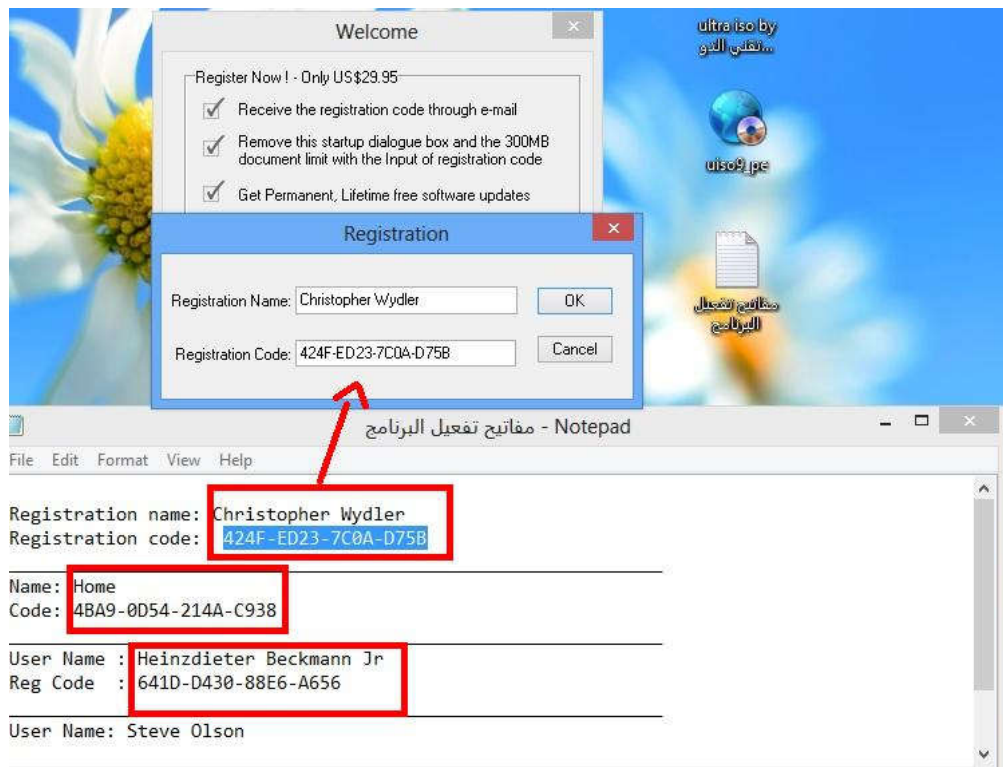 Welcome
ultra iso by
تقني الدو...
Register Now ! - Only US$29.95
Receive the registration code through e-mail
Remove this startup dialogue box and the 300MB
document limit with the Input of registration code
Get Permanent, Lifetime free software updates
uiso9_pe
Registration
Registration Name: Christopher Wydler
OK
Registration Code: 424F-ED23-7C0A-D75B
Cancel
مفاتيح تفعيل
البرنامج
مفاتيح تفعيل البرنامج - Notepad
File Edit Format View Help
Registration name: Christopher Wydler
Registration code: 424F-ED23-7C0A-D75B
Name: Home
Code: 4BA9-0D54-214A-C938
User Name : Heinzdieter Beckmann Jr
Reg Code : 641D-D430-88E6-A656
User Name: Steve Olson